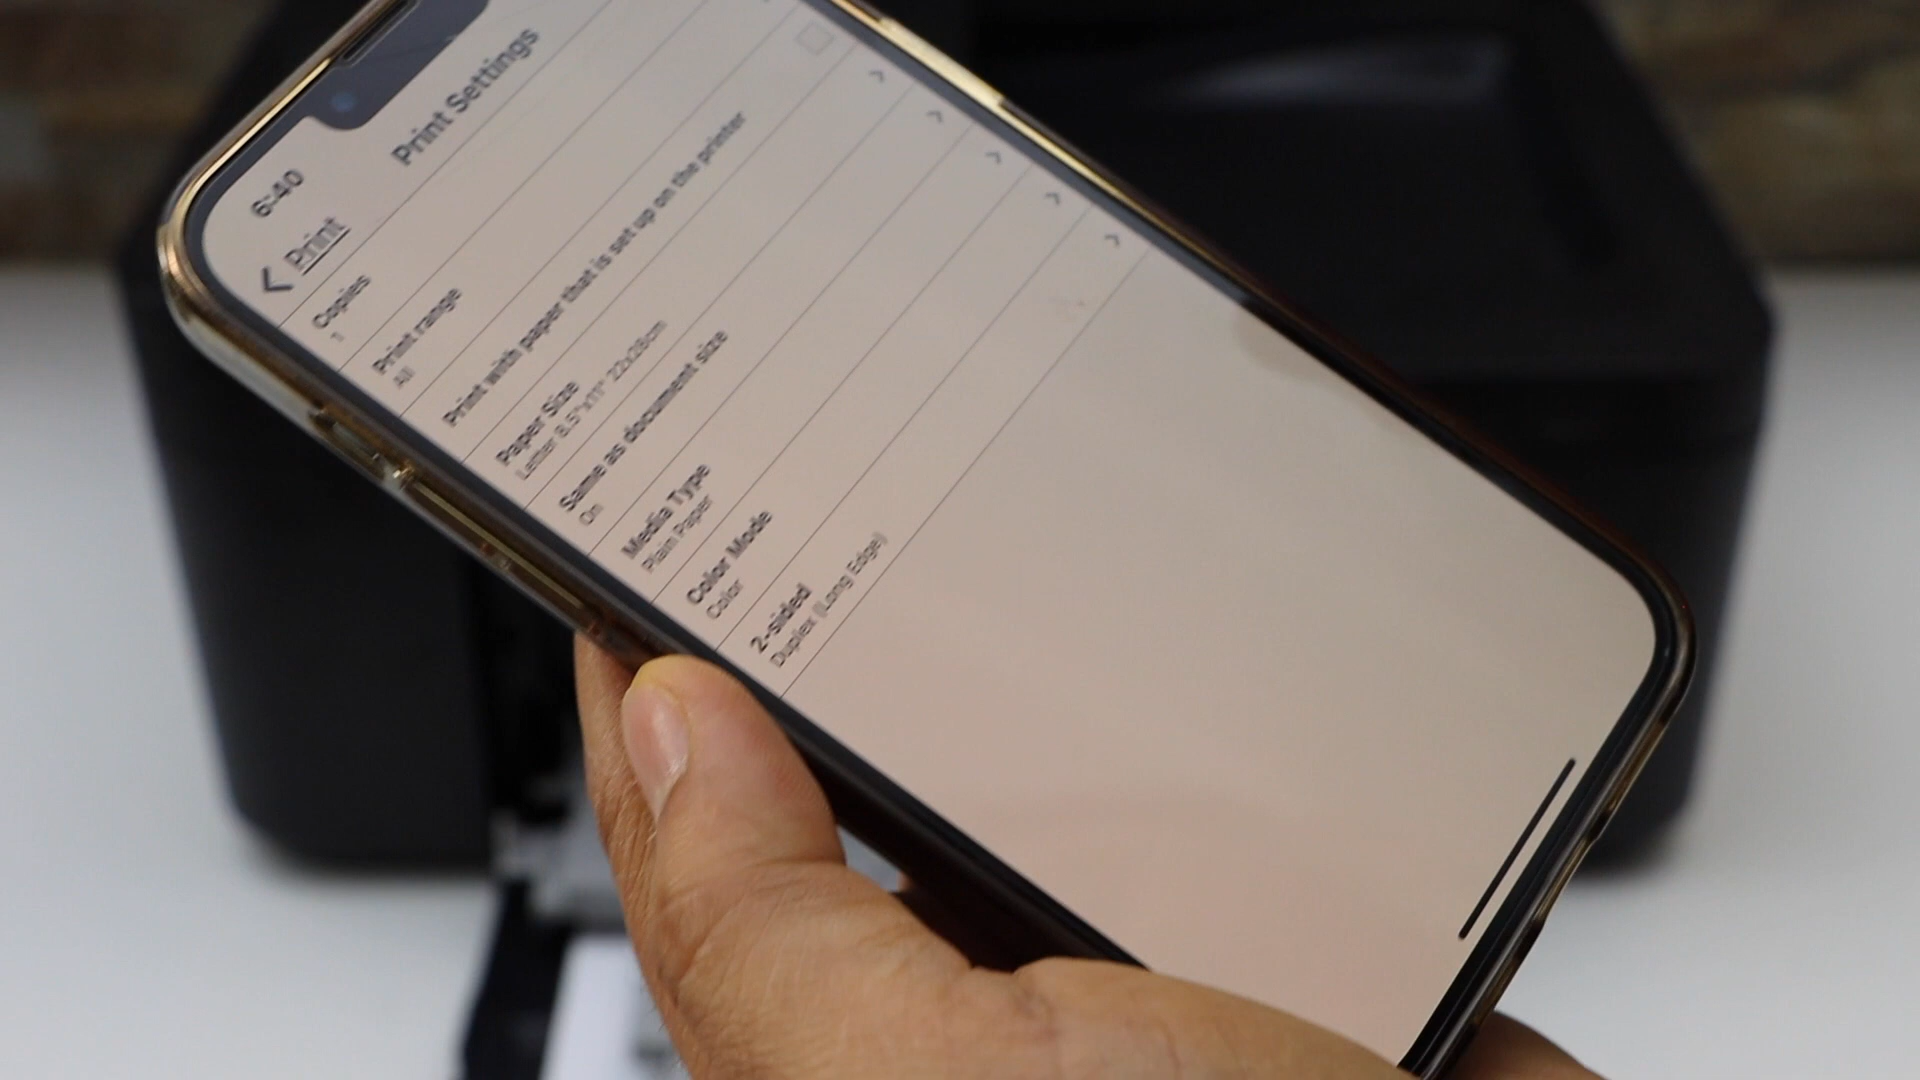 6:40
Print
Print Settings
Copies
1
Print range
All
Print with paper that is set up on the printer
Paper Size
Letter 8.5"x11" 22x28cm
Same as document size
On
Media Type
Plain Paper
Color Mode
Color
2-sided
Duplex (Long Edge)